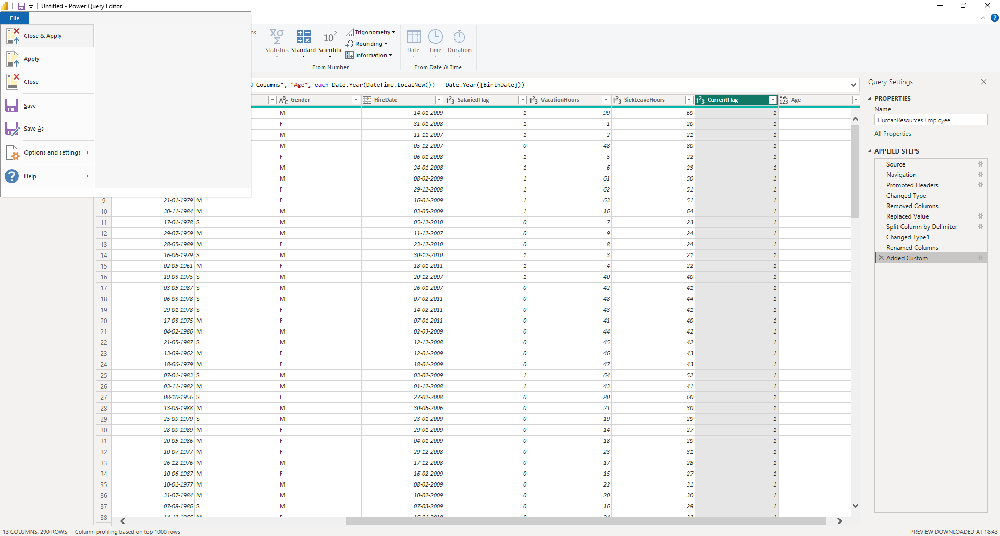 Untitled - Power Query Editor
File
Close & Apply
Apply
Close
Save
Save As
Options and settings
Help
Statistics Standard Scientific
10²
Trigonometry
Rounding
Information
From Number
Date Time Duration
From Date & Time
Columns", "Age", each Date.Year(DateTime.LocalNow()) - Date.Year([BirthDate]))
Gender HireDate SalariedFlag VacationHours SickLeaveHours CurrentFlag Age
M 14-01-2009 1 99 69 1
F 31-01-2008 1 1 20 1
M 11-11-2007 1 2 21 1
M 05-12-2007 0 48 80 1
F 06-01-2008 1 5 22 1
M 24-01-2008 1 6 23 1
M 08-02-2009 1 61 50 1
F 29-12-2008 1 62 51 1
9 21-01-1979 M F 16-01-2009 1 63 51 1
10 30-11-1984 M M 03-05-2009 1 16 64 1
11 17-01-1978 S M 05-12-2010 0 7 23 1
12 29-07-1959 M M 11-12-2007 0 9 24 1
13 28-05-1989 M F 23-12-2010 0 8 24 1
14 16-06-1979 S M 30-12-2010 1 3 21 1
15 02-05-1961 M F 18-01-2011 1 4 22 1
16 19-03-1975 S M 20-12-2007 1 40 40 1
17 03-05-1987 S M 26-01-2007 0 42 41 1
18 06-03-1978 S M 07-02-2011 0 48 44 1
19 29-01-1978 S F 14-02-2011 0 43 41 1
20 17-03-1975 M F 07-01-2011 0 41 40 1
21 04-02-1986 M M 02-03-2009 0 44 42 1
22 21-05-1987 S M 12-12-2008 0 45 42 1
23 13-09-1962 M F 12-01-2009 0 46 43 1
24 18-06-1979 M F 18-01-2009 0 47 43 1
25 07-01-1983 S M 03-02-2009 1 64 52 1
26 03-11-1982 M M 01-12-2008 1 43 41 1
27 08-10-1956 S F 27-02-2008 0 80 60 1
28 13-03-1988 M M 30-06-2006 0 21 30 1
29 25-09-1979 S M 23-01-2009 0 19 29 1
30 28-09-1989 M F 29-01-2009 0 14 27 1
31 20-05-1986 M F 04-01-2009 0 18 29 1
32 10-07-1977 M F 29-12-2008 0 23 31 1
33 26-12-1976 M M 17-12-2008 0 17 28 1
34 10-06-1987 M F 16-02-2009 0 15 27 1
35 10-01-1977 M M 08-02-2009 0 22 31 1
36 31-07-1984 M M 10-02-2009 0 20 30 1
37 07-08-1986 S M 07-03-2009 0 16 28 1
38
Query Settings
PROPERTIES
Name
HumanResources Employee
All Properties
APPLIED STEPS
Source
Navigation
Promoted Headers
Changed Type
Removed Columns
Replaced Value
Split Column by Delimiter
Changed Type1
Renamed Columns
Added Custom
13 COLUMNS, 290 ROWS Column profiling based on top 1000 rows
PREVIEW DOWNLOADED AT 18:43